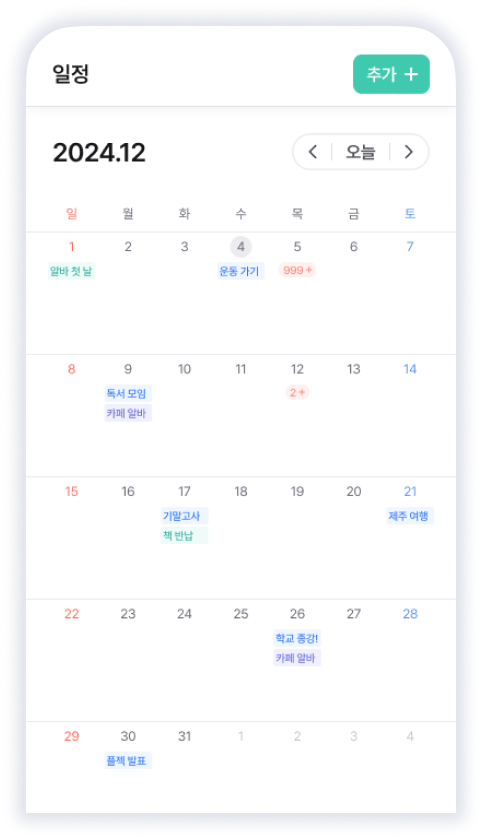 일정
추가 +
2024.12
< 오늘 >
일 월 화 수 목 금 토
1 2 3 4 5 6 7
알바 첫 날 운동 가기 999+
8 9 10 11 12 13 14
독서 모임 2+
카페 알바
15 16 17 18 19 20 21
기말고사 제주 여행
책 반납
22 23 24 25 26 27 28
학교 종강!
카페 알바
29 30 31 1 2 3 4
플젝 발표